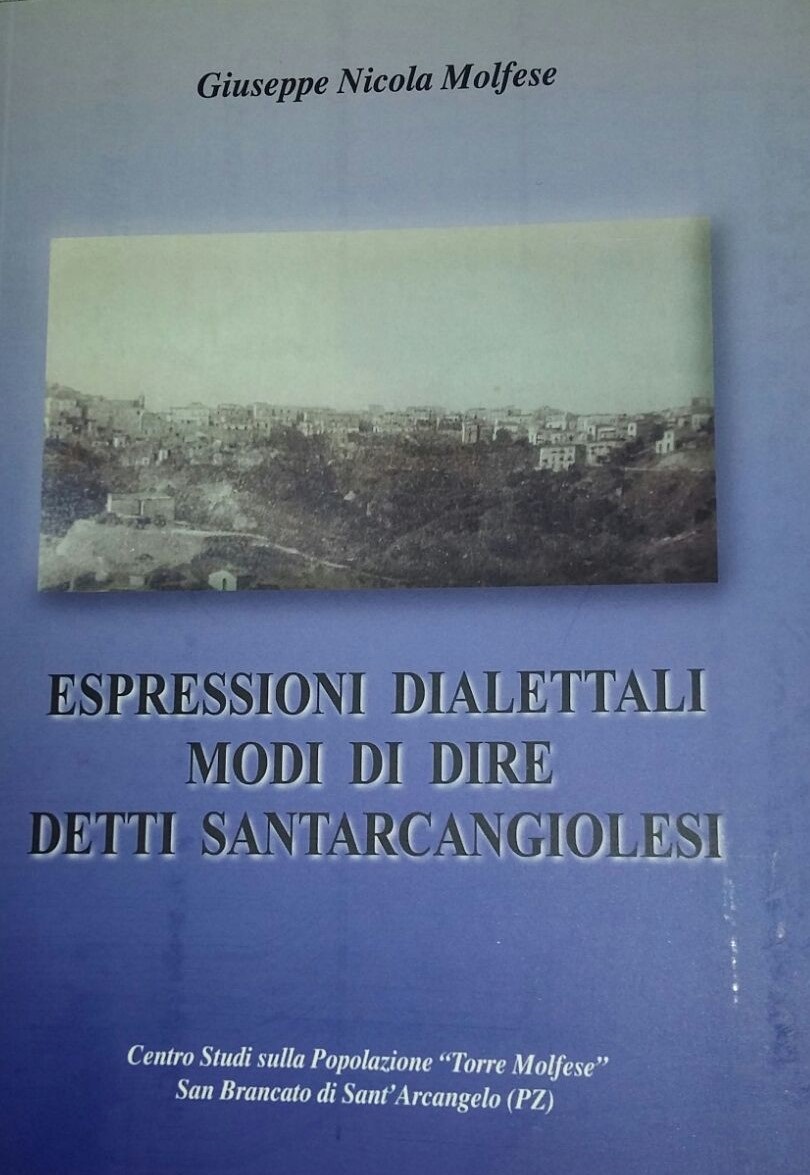 Giuseppe Nicola Molfese
ESPRESSIONI DIALETTALI
MODI DI DIRE
DETTI SANTARCANGIOLESI
Centro Studi sulla Popolazione “Torre Molfese”
San Brancato di Sant’Arcangelo (PZ)